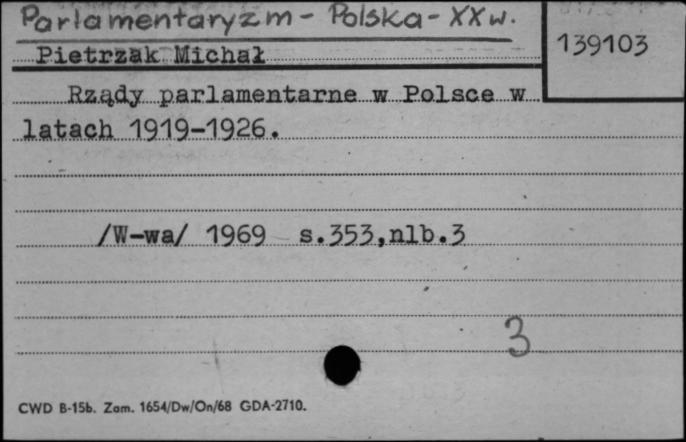 Parlamentaryzm - Polska - XX w.
139103
Pietrzak Michał
Rządy parlamentarne w Polsce w
latach 1919-1926.
/W-wa/ 1969 s.353,nlb.3
3
CWD B-15b. Zam. 1654/Dw/On/68 GDA-2710.